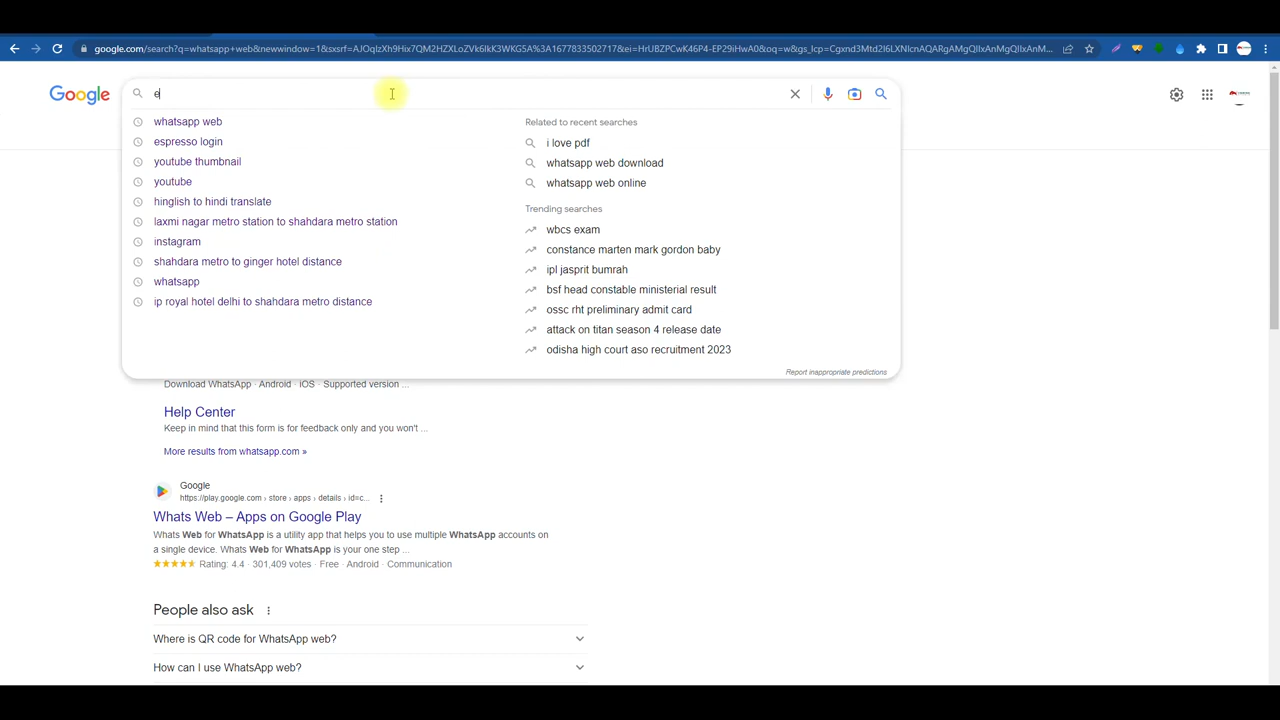 google.com/search?q=whatsapp+web&newwindow=1&sxsrf=AJOqlzXh9Hix7QM2HZXLoZVk6lkK3WKG5A%3A1677833502717&ei=HrUBZPCwK46P4-EP29iHwA0&oq=w&gs_lcp=Cgxnd3Mtd2l6LXNlcnAQARgAMgQIIxAnMgQIIxAnM...
Google
e
whatsapp web
espresso login
youtube thumbnail
youtube
hinglish to hindi translate
laxmi nagar metro station to shahdara metro station
instagram
shahdara metro to ginger hotel distance
whatsapp
ip royal hotel delhi to shahdara metro distance
Related to recent searches
i love pdf
whatsapp web download
whatsapp web online
Trending searches
wbcs exam
constance marten mark gordon baby
ipl jasprit bumrah
bsf head constable ministerial result
ossc rht preliminary admit card
attack on titan season 4 release date
odisha high court aso recruitment 2023
Report inappropriate predictions
Download WhatsApp · Android · iOS · Supported version ...
Help Center
Keep in mind that this form is for feedback only and you won't ...
More results from whatsapp.com »
Google
https://play.google.com › store › apps › details › id=c...
Whats Web – Apps on Google Play
Whats Web for WhatsApp is a utility app that helps you to use multiple WhatsApp accounts on
a single device. Whats Web for WhatsApp is your one step ...
Rating: 4.4 · 301,409 votes · Free · Android · Communication
People also ask
Where is QR code for WhatsApp web?
How can I use WhatsApp web?